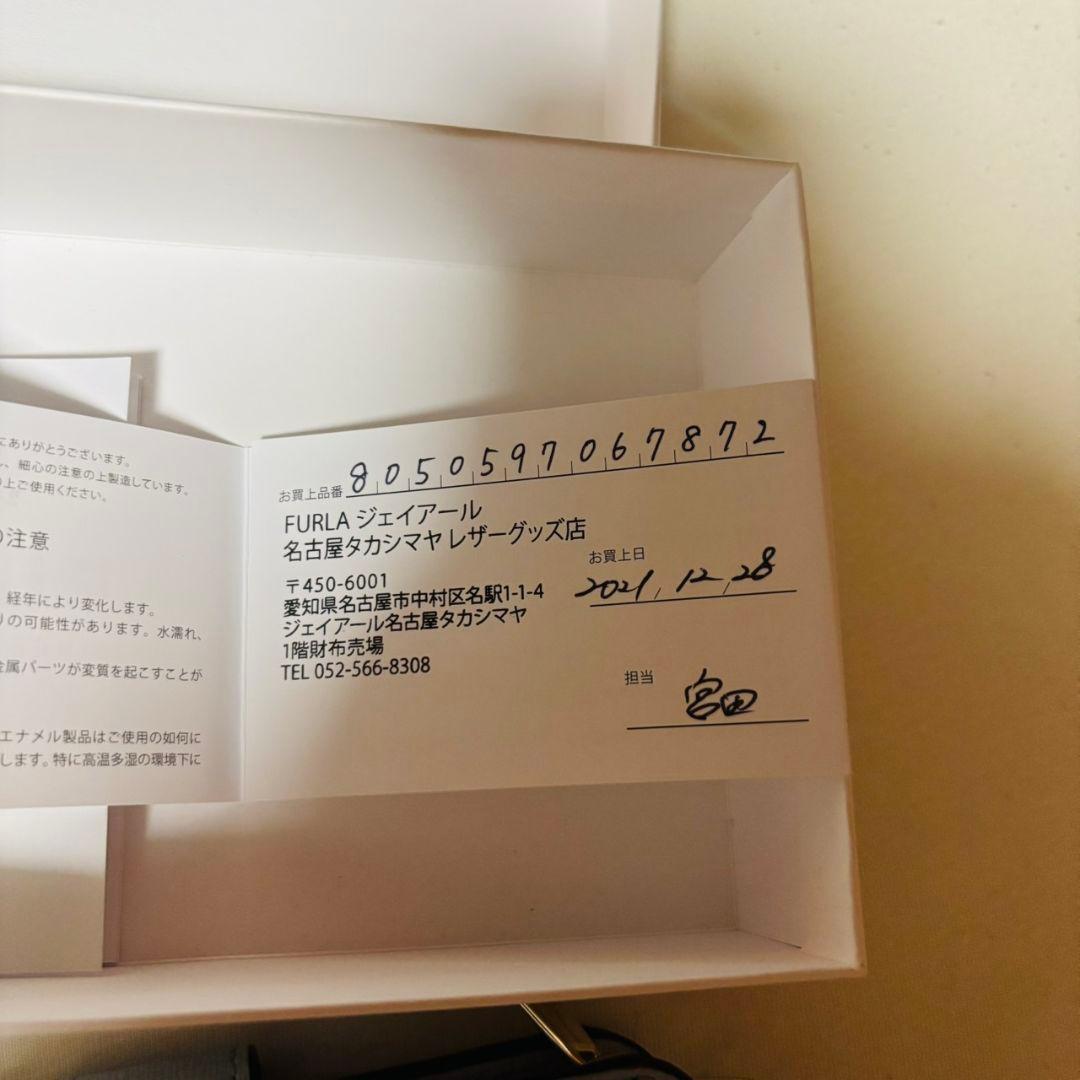 にありがとうございます。
、細心の注意の上製造しています。
上ご使用ください。
の注意
経年により変化します。
りの可能性があります。水濡れ、
金属パーツが変質を起こすことが
エナメル製品はご使用の如何に
します。特に高温多湿の環境下に
お買上品番 8050597067872
FURLA ジェイアール
名古屋タカシマヤ レザーグッズ店
〒450-6001
愛知県名古屋市中村区名駅1-1-4
ジェイアール名古屋タカシマヤ
1階財布売場
TEL 052-566-8308
お買上日
2021, 12, 28
担当 宮田